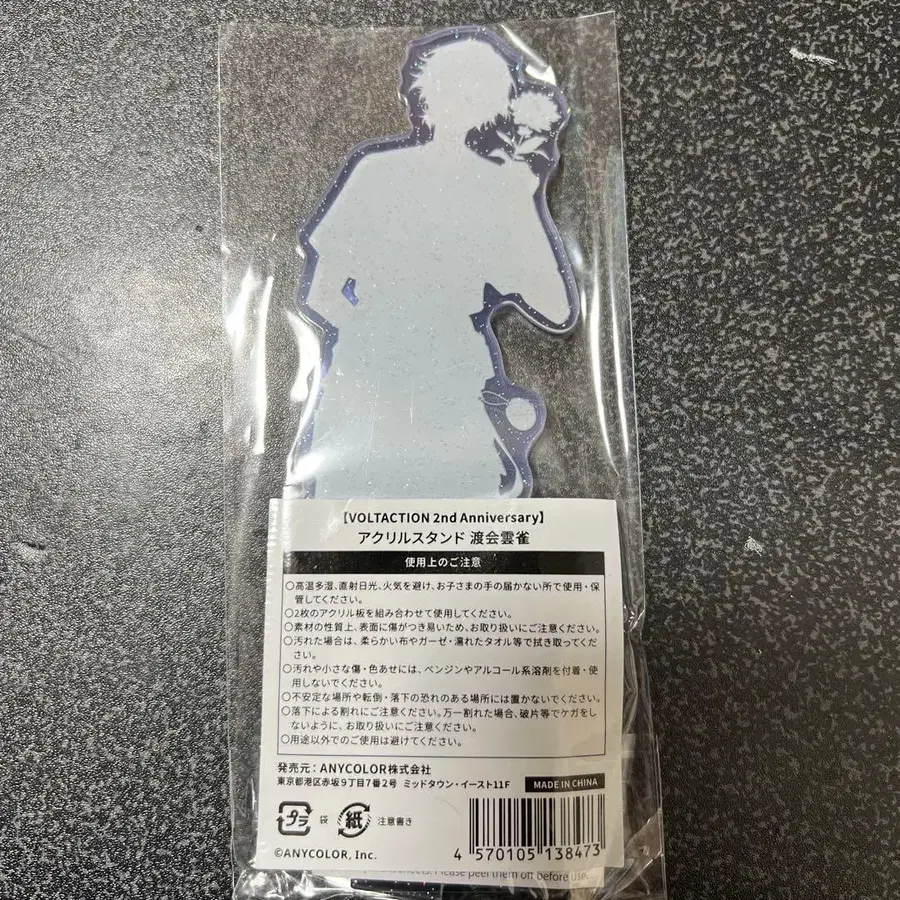 【VOLTACTION 2nd Anniversary】
アクリルスタンド 渡会雲雀
使用上のご注意
○高温多湿、直射日光、火気を避け、お子さまの手の届かない所で使用・保
管してください。
○2枚のアクリル板を組み合わせて使用してください。
○素材の性質上、表面に傷がつき易いため、お取り扱いにご注意ください。
○汚れた場合は、柔らかい布やガーゼ・濡れたタオル等で拭き取ってくだ
さい。
○汚れや小さな傷・色あせには、ベンジンやアルコール系溶剤を付着・使
用しないでください。
○不安定な場所や転倒・落下の恐れのある場所には置かないでください。
○落下による割れにご注意ください。万一割れた場合、破片等でケガをし
ないように、お取り扱いにご注意ください。
○用途以外でのご使用は避けてください。
発売元：ANYCOLOR株式会社
東京都港区赤坂9丁目7番2号 ミッドタウン・イースト11F
MADE IN CHINA
プラ 袋 紙 注意書き
©ANYCOLOR, Inc.
4 570105 138473
Please peel them off before use.